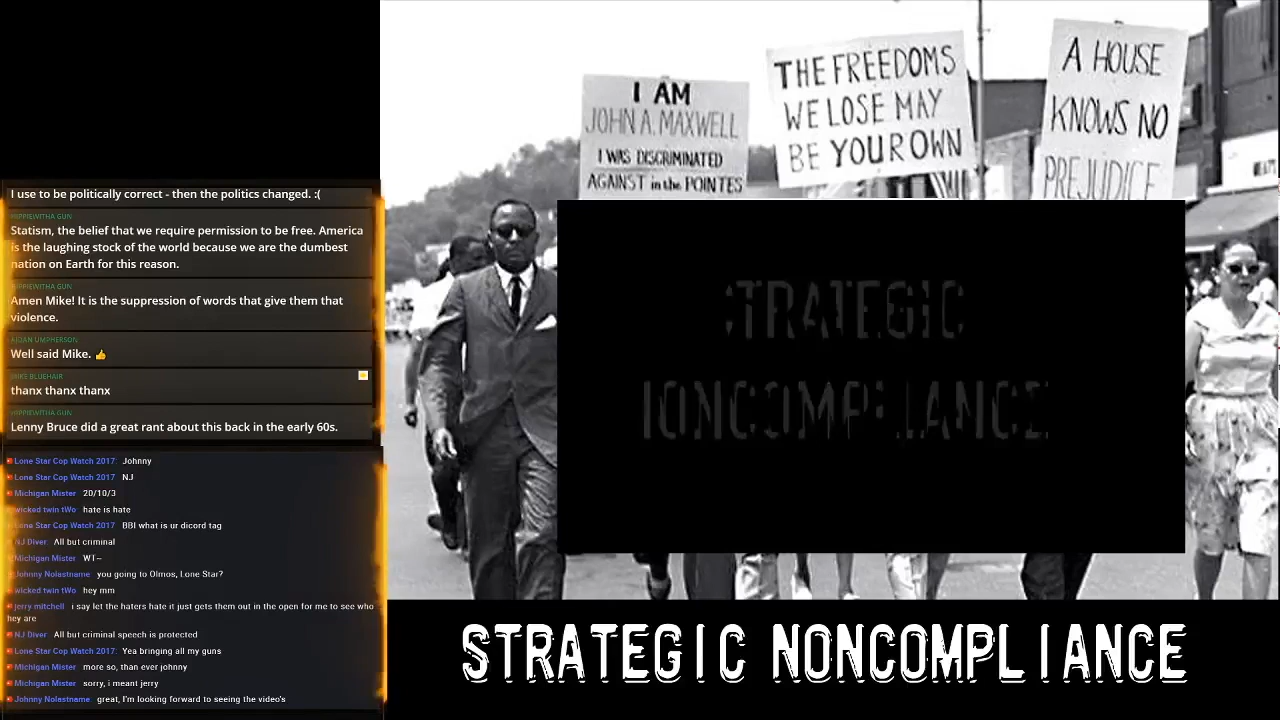 I use to be politically correct - then the politics changed. :(
HIPPIEWITHA GUN
Statism, the belief that we require permission to be free. America
is the laughing stock of the world because we are the dumbest
nation on Earth for this reason.
HIPPIEWITHA GUN
Amen Mike! It is the suppression of words that give them that
violence.
UMPHERSON
Well said Mike. 👍
MIKE BLUEHAIR
thanx thanx thanx
HIPPIEWITHA GUN
Lenny Bruce did a great rant about this back in the early 60s.
Lone Star Cop Watch 2017: Johnny
Lone Star Cop Watch 2017 NJ
Michigan Mister 20/10/3
wicked twin tWo hate is hate
Lone Star Cop Watch 2017 BBI what is ur dicord tag
NJ Diver: All but criminal
Michigan Mister WI~
Johnny Nolastname you going to Olmos, Lone Star?
wicked twin tWo hey mm
jerry mitchell i say let the haters hate it just gets them out in the open for me to see who
they are
NJ Diver All but criminal speech is protected
Lone Star Cop Watch 2017: Yea bringing all my guns
Michigan Mister more so, than ever johnny
Michigan Mister sorry, i meant jerry
Johnny Nolastname great, I'm looking forward to seeing the video's
I AM
JOHN A. MAXWELL
I WAS DISCRIMINATED
AGAINST in the POINTES
THE FREEDOMS
WE LOSE MAY
BE YOUR OWN
A HOUSE
KNOWS NO
PREJUDICE
STRATEGIC
NONCOMPLIANCE
STRATEGIC NONCOMPLIANCE